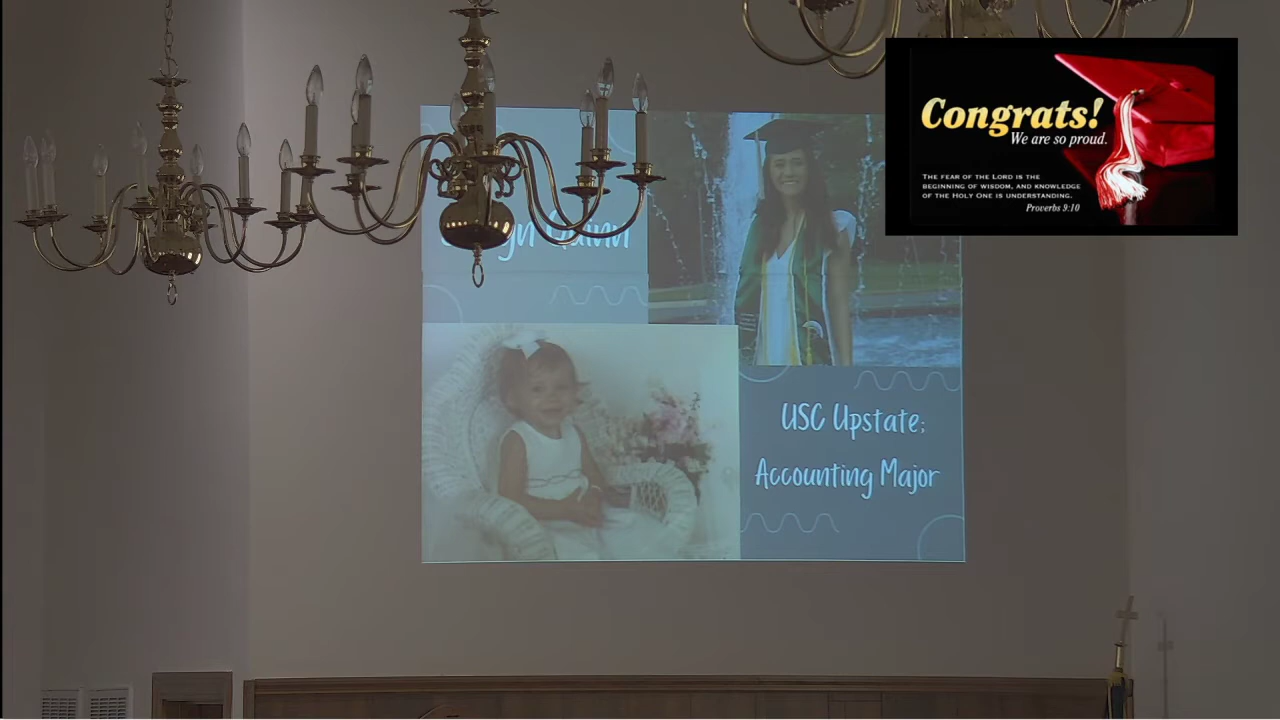 Congrats!
We are so proud.
THE FEAR OF THE LORD IS THE
BEGINNING OF WISDOM, AND KNOWLEDGE
OF THE HOLY ONE IS UNDERSTANDING.
Proverbs 9:10
Quinn
USC Upstate;
Accounting Major